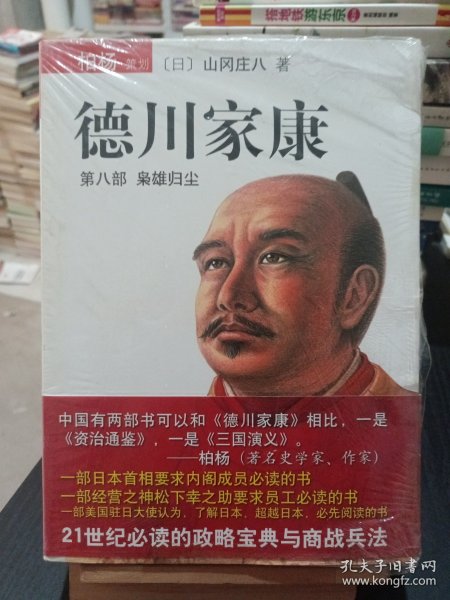 柏杨·策划 〔日〕山冈庄八 著
德川家康
第八部 枭雄归尘
中国有两部书可以和《德川家康》相比，一是
《资治通鉴》，一是《三国演义》。
——柏杨（著名史学家、作家）
一部日本首相要求内阁成员必读的书
一部经营之神松下幸之助要求员工必读的书
一部美国驻日大使认为，了解日本，超越日本，必先阅读的书
21世纪必读的政略宝典与商战兵法
孔夫子旧书网
www.kongfz.com